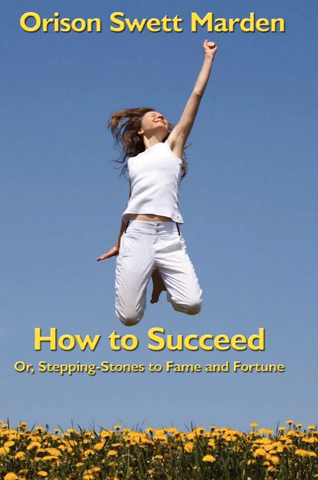 Orison Swett Marden
How to Succeed
Or, Stepping-Stones to Fame and Fortune